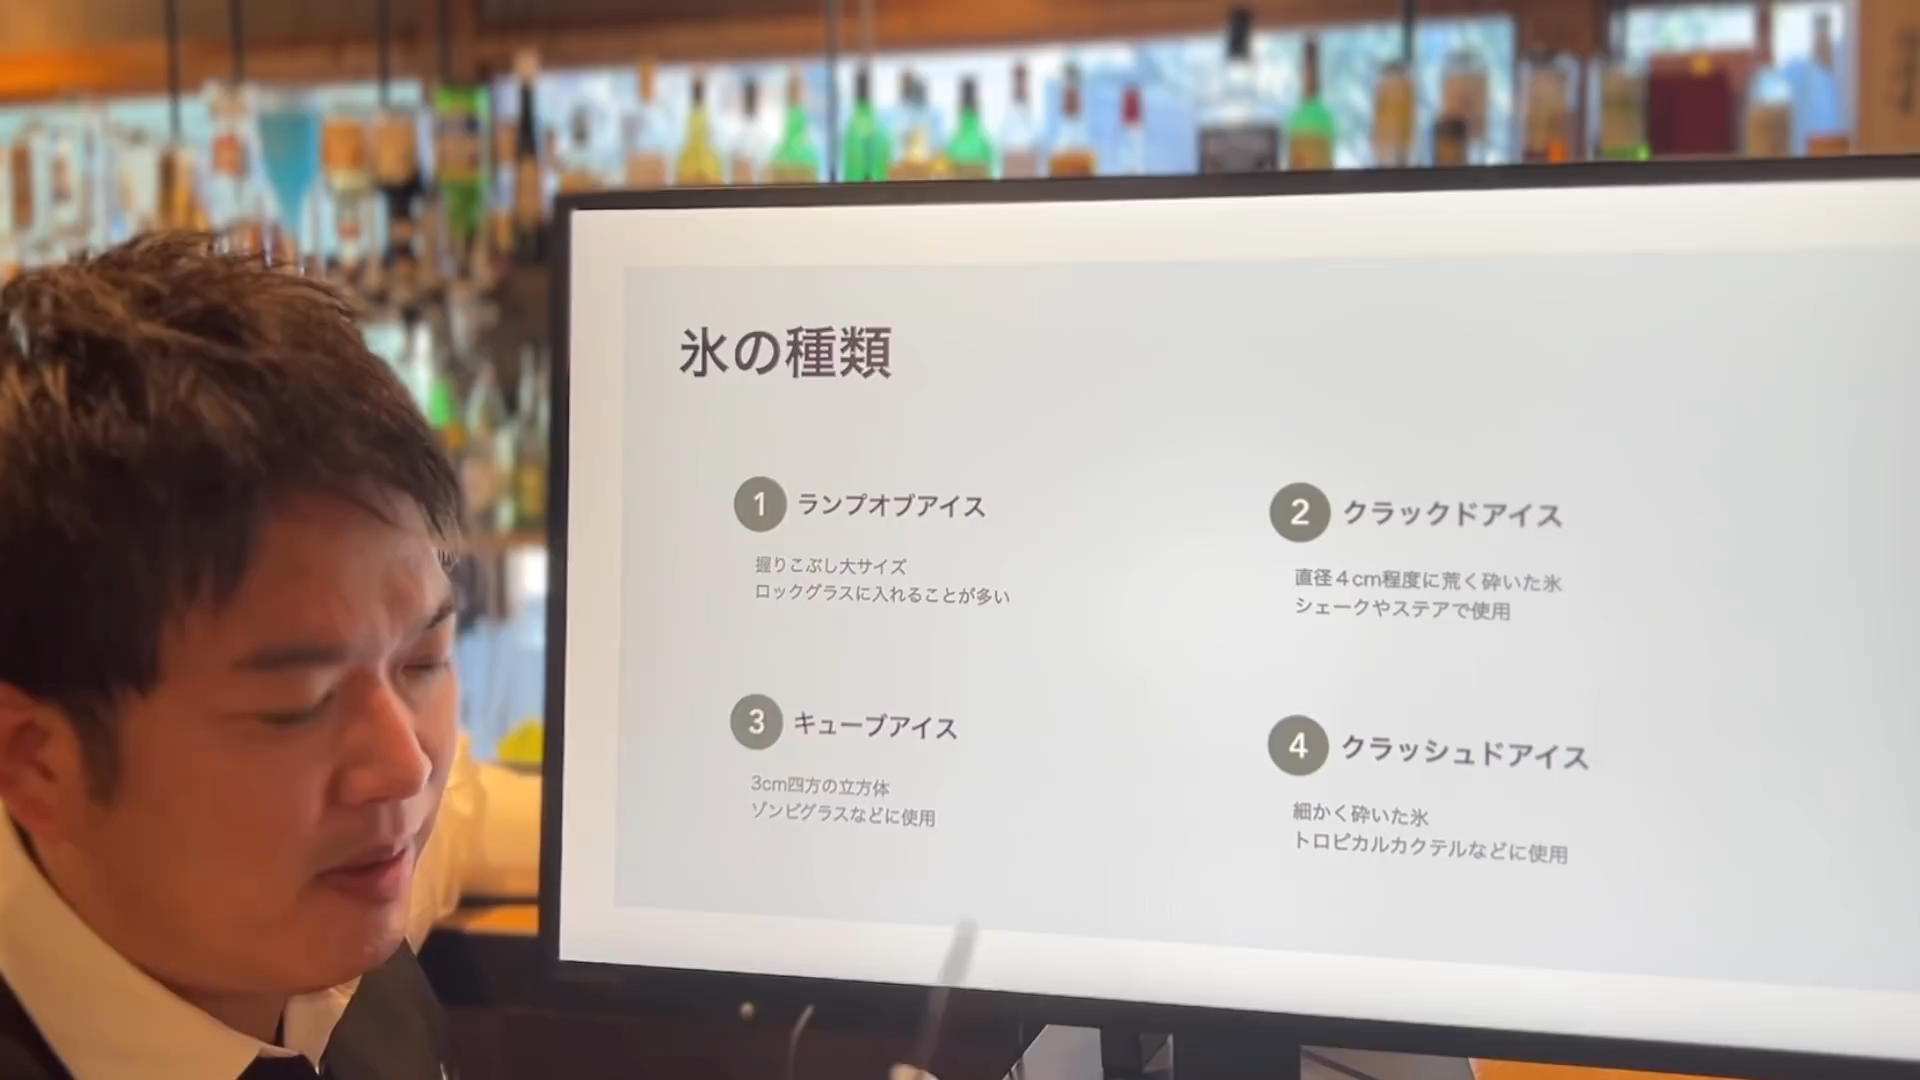 氷の種類
1 ランプオブアイス
握りこぶし大サイズ
ロックグラスに入れることが多い
2 クラックドアイス
直径4cm程度に荒く砕いた氷
シェークやステアで使用
3 キューブアイス
3cm四方の立方体
ゾンビグラスなどに使用
4 クラッシュドアイス
細かく砕いた氷
トロピカルカクテルなどに使用